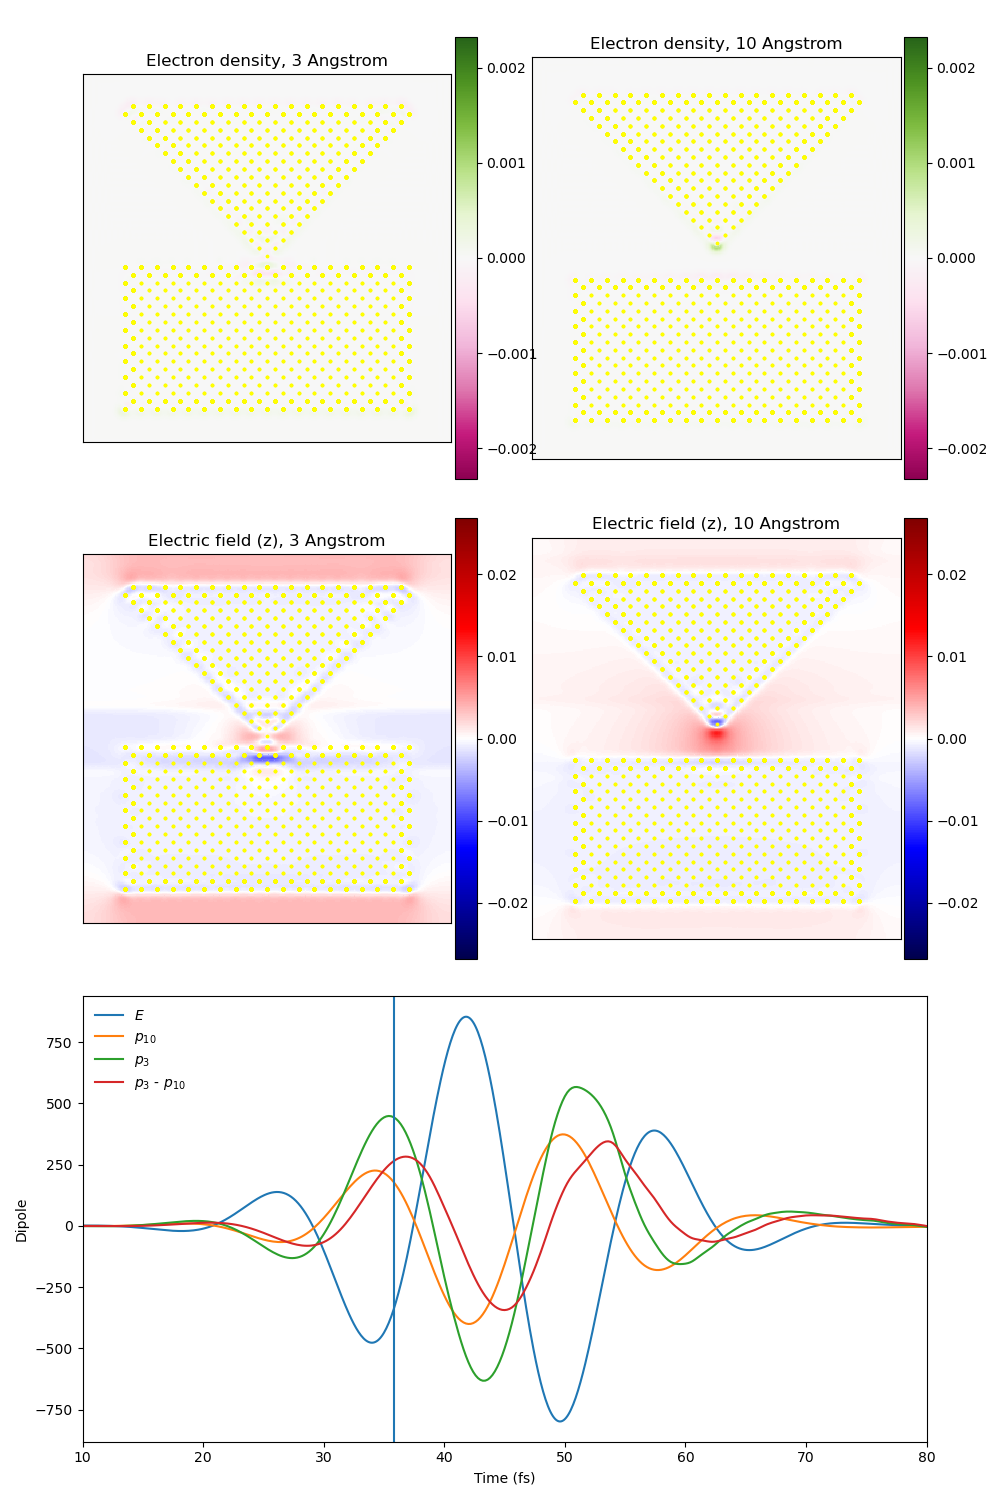 Electron density, 3 Angstrom
0.002
0.001
0.000
−0.001
−0.002
Electron density, 10 Angstrom
0.002
0.001
0.000
−0.001
−0.002
Electric field (z), 3 Angstrom
0.02
0.01
0.00
−0.01
−0.02
Electric field (z), 10 Angstrom
0.02
0.01
0.00
−0.01
−0.02
E
p10
p3
p3 - p10
750
500
250
0
−250
−500
−750
Dipole
10 20 30 40 50 60 70 80
Time (fs)